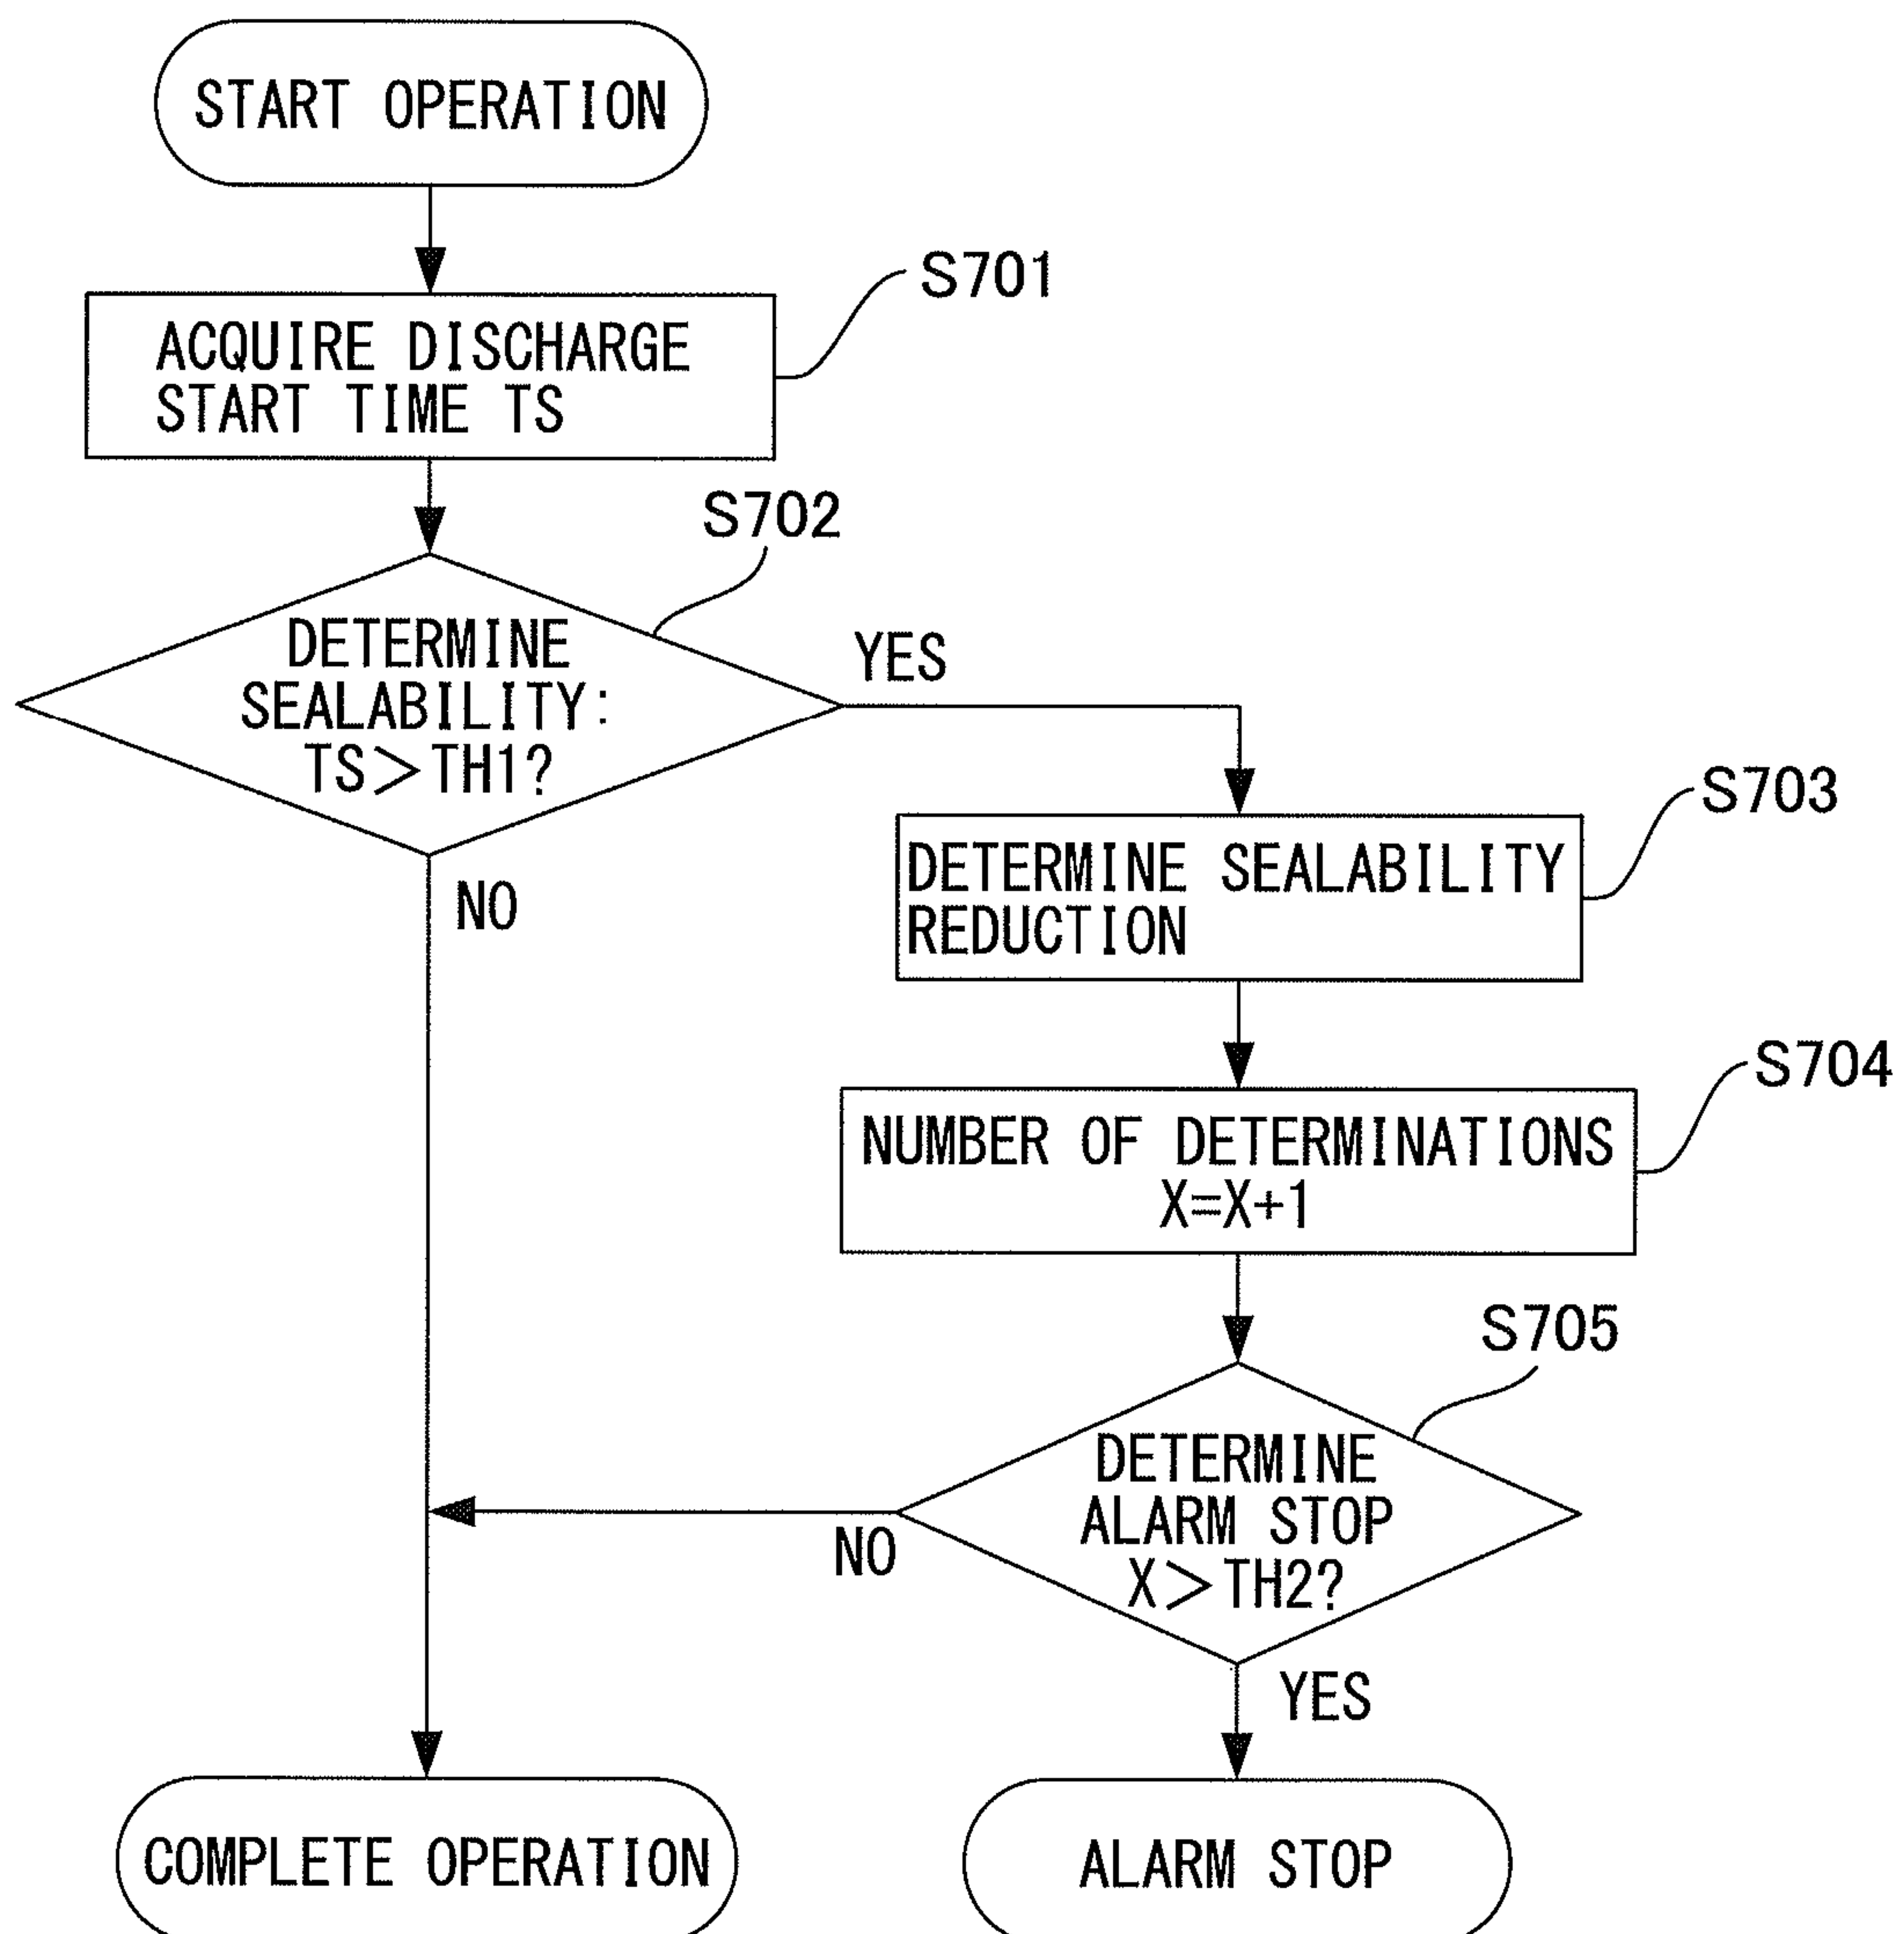 START OPERATION
S701
ACQUIRE DISCHARGE
START TIME TS
S702
DETERMINE
SEALABILITY:
TS>TH1?
YES
NO
S703
DETERMINE SEALABILITY
REDUCTION
S704
NUMBER OF DETERMINATIONS
X=X+1
S705
DETERMINE
ALARM STOP
X>TH2?
NO
YES
COMPLETE OPERATION
ALARM STOP